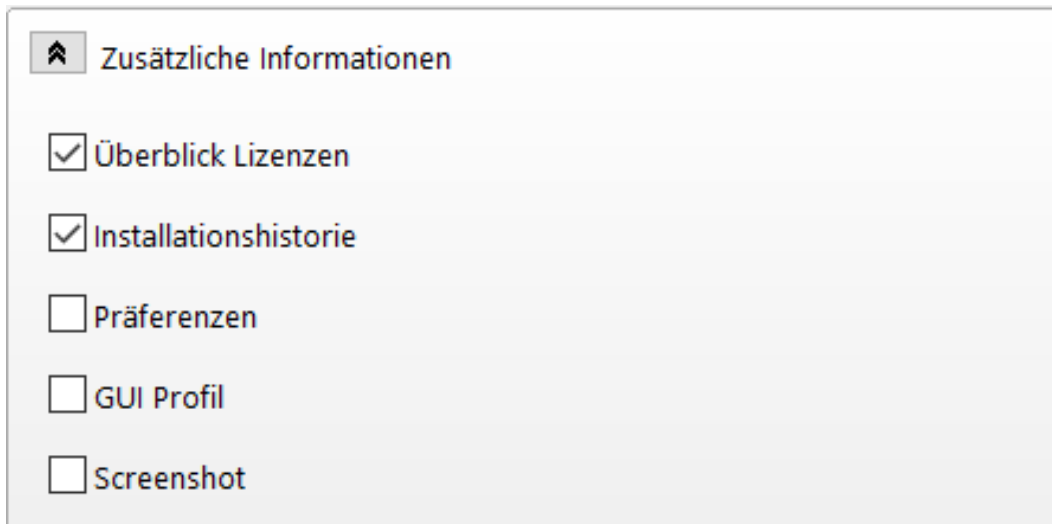 Zusätzliche Informationen
Überblick Lizenzen
Installationshistorie
Präferenzen
GUI Profil
Screenshot